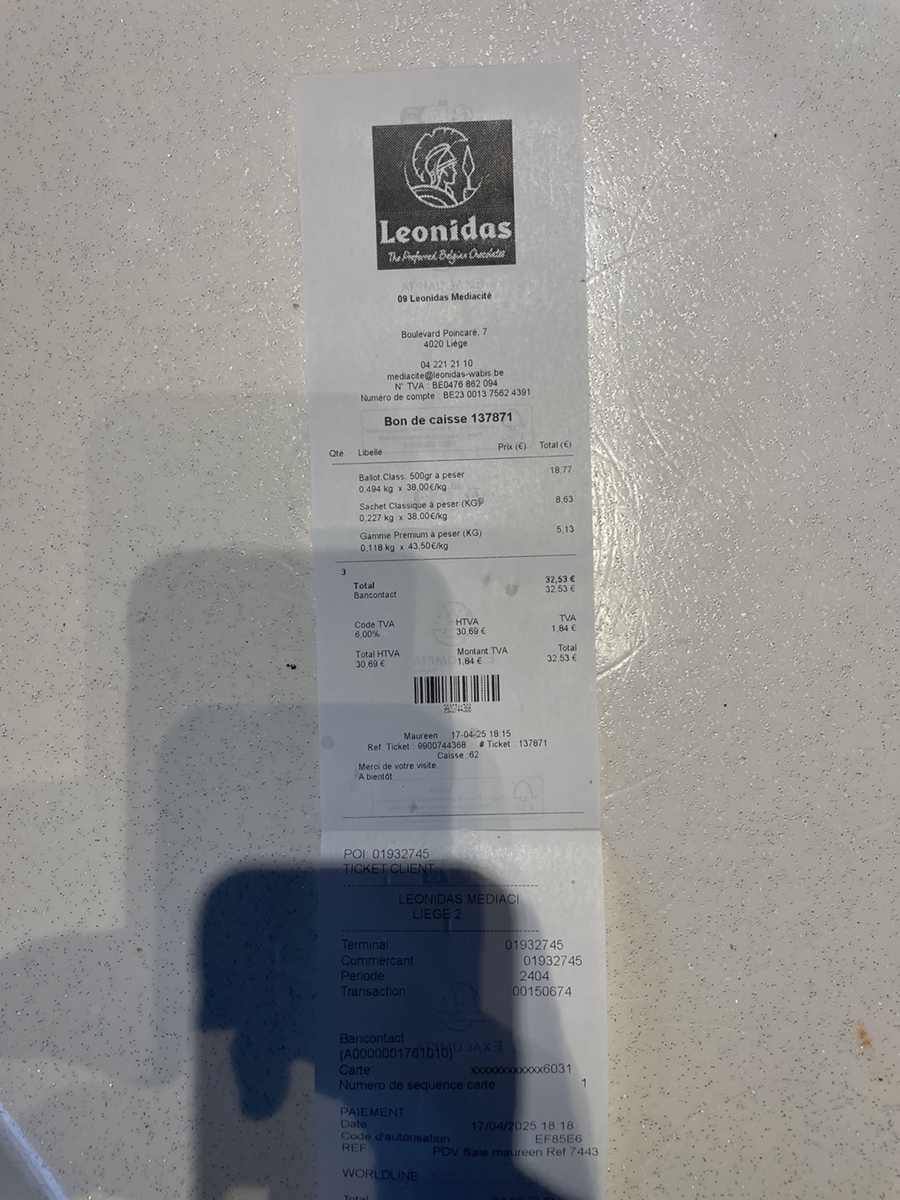 Leonidas
The Preferred Belgian Chocolates
09 Leonidas Mediacité
Boulevard Poincaré, 7
4020 Liège
04 221 21 10
mediacite@leonidas-wabis.be
N° TVA : BE0476 862 094
Numéro de compte : BE23 0013 7562 4391
Bon de caisse 137871
Qté Libellé Prix (€) Total (€)
Ballot.Class. 500gr à peser 18,77
0,494 kg x 38,00€/kg
Sachet Classique à peser (KG) 8,63
0,227 kg x 38,00€/kg
Gamme Premium à peser (KG) 5,13
0,118 kg x 43,50€/kg
3
Total 32,53 €
Bancontact 32,53 €
Code TVA HTVA TVA
6,00% 30,69 € 1,84 €
Total HTVA Montant TVA Total
30,69 € 1,84 € 32,53 €
9900744368
Maureen 17-04-25 18:15
Ref. Ticket : 9900744368 # Ticket : 137871
Caisse :62
Merci de votre visite.
A bientôt
POI: 01932745
TICKET CLIENT
LEONIDAS MEDIACI
LIEGE 2
Terminal 01932745
Commercant 01932745
Periode 2404
Transaction 00150674
Bancontact
(A0000001761010)
Carte xxxxxxxxxxxx6031
Numero de sequence carte 1
PAIEMENT
Date 17/04/2025 18:18
Code d'autorisation EF85E6
REF PDV Sale maureen Ref 7443
WORLDLINE
Total